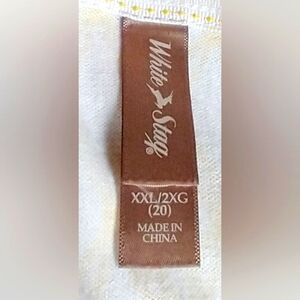 White Stag®
XXL/2XG
(20)
MADE IN
CHINA